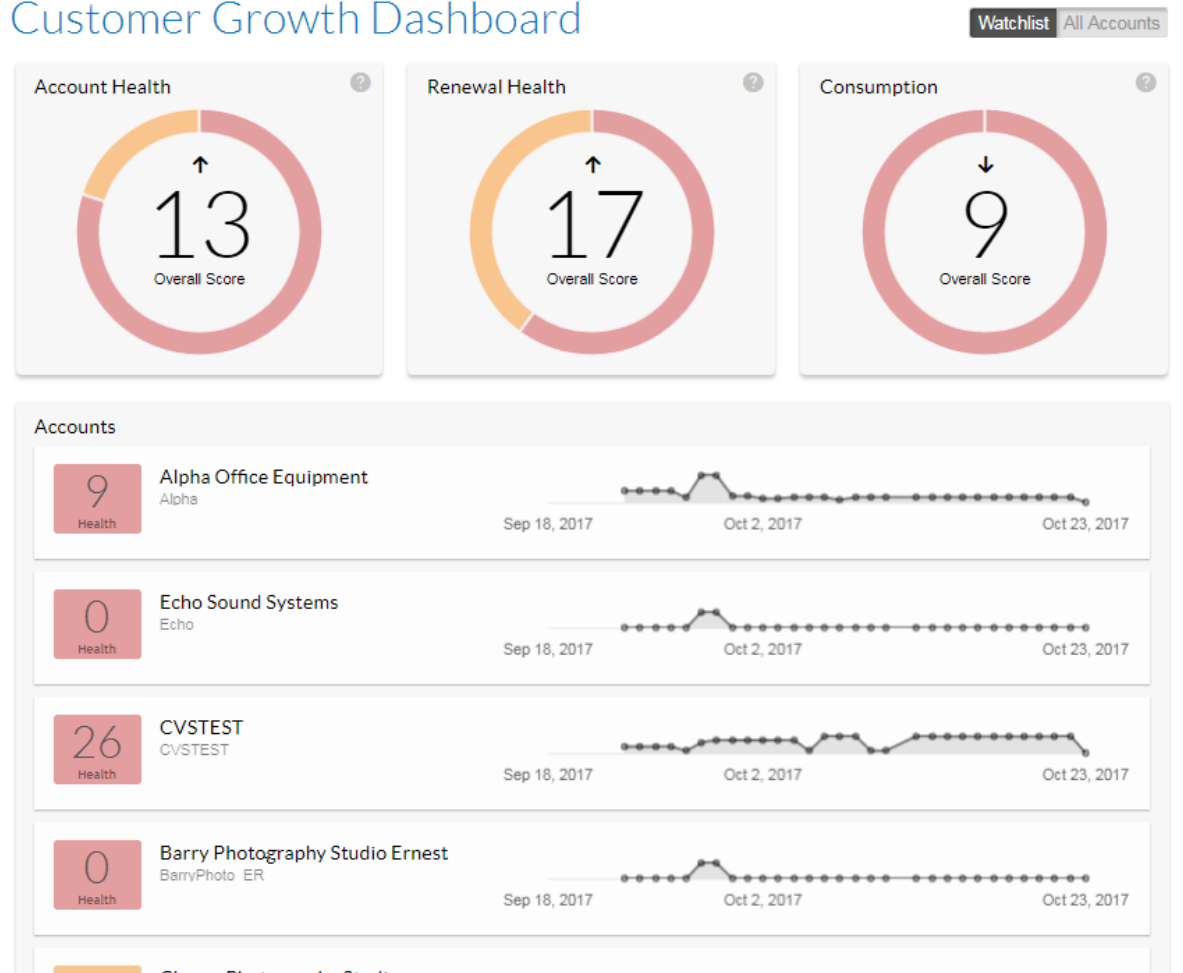 Customer Growth Dashboard
Watchlist All Accounts
Account Health ?
↑
13
Overall Score
Renewal Health ?
↑
17
Overall Score
Consumption ?
↓
9
Overall Score
Accounts
9
Health
Alpha Office Equipment
Alpha
Sep 18, 2017 Oct 2, 2017 Oct 23, 2017
0
Health
Echo Sound Systems
Echo
Sep 18, 2017 Oct 2, 2017 Oct 23, 2017
26
Health
CVSTEST
CVSTEST
Sep 18, 2017 Oct 2, 2017 Oct 23, 2017
0
Health
Barry Photography Studio Ernest
BarryPhoto_ER
Sep 18, 2017 Oct 2, 2017 Oct 23, 2017